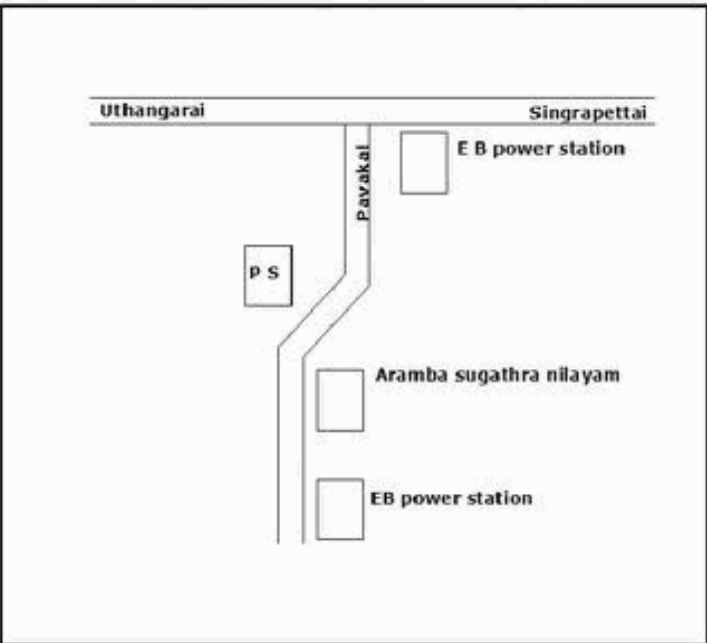 Uthangarai
Singrapettai
E B power station
Pavakal
P S
Aramba sugathra nilayam
EB power station